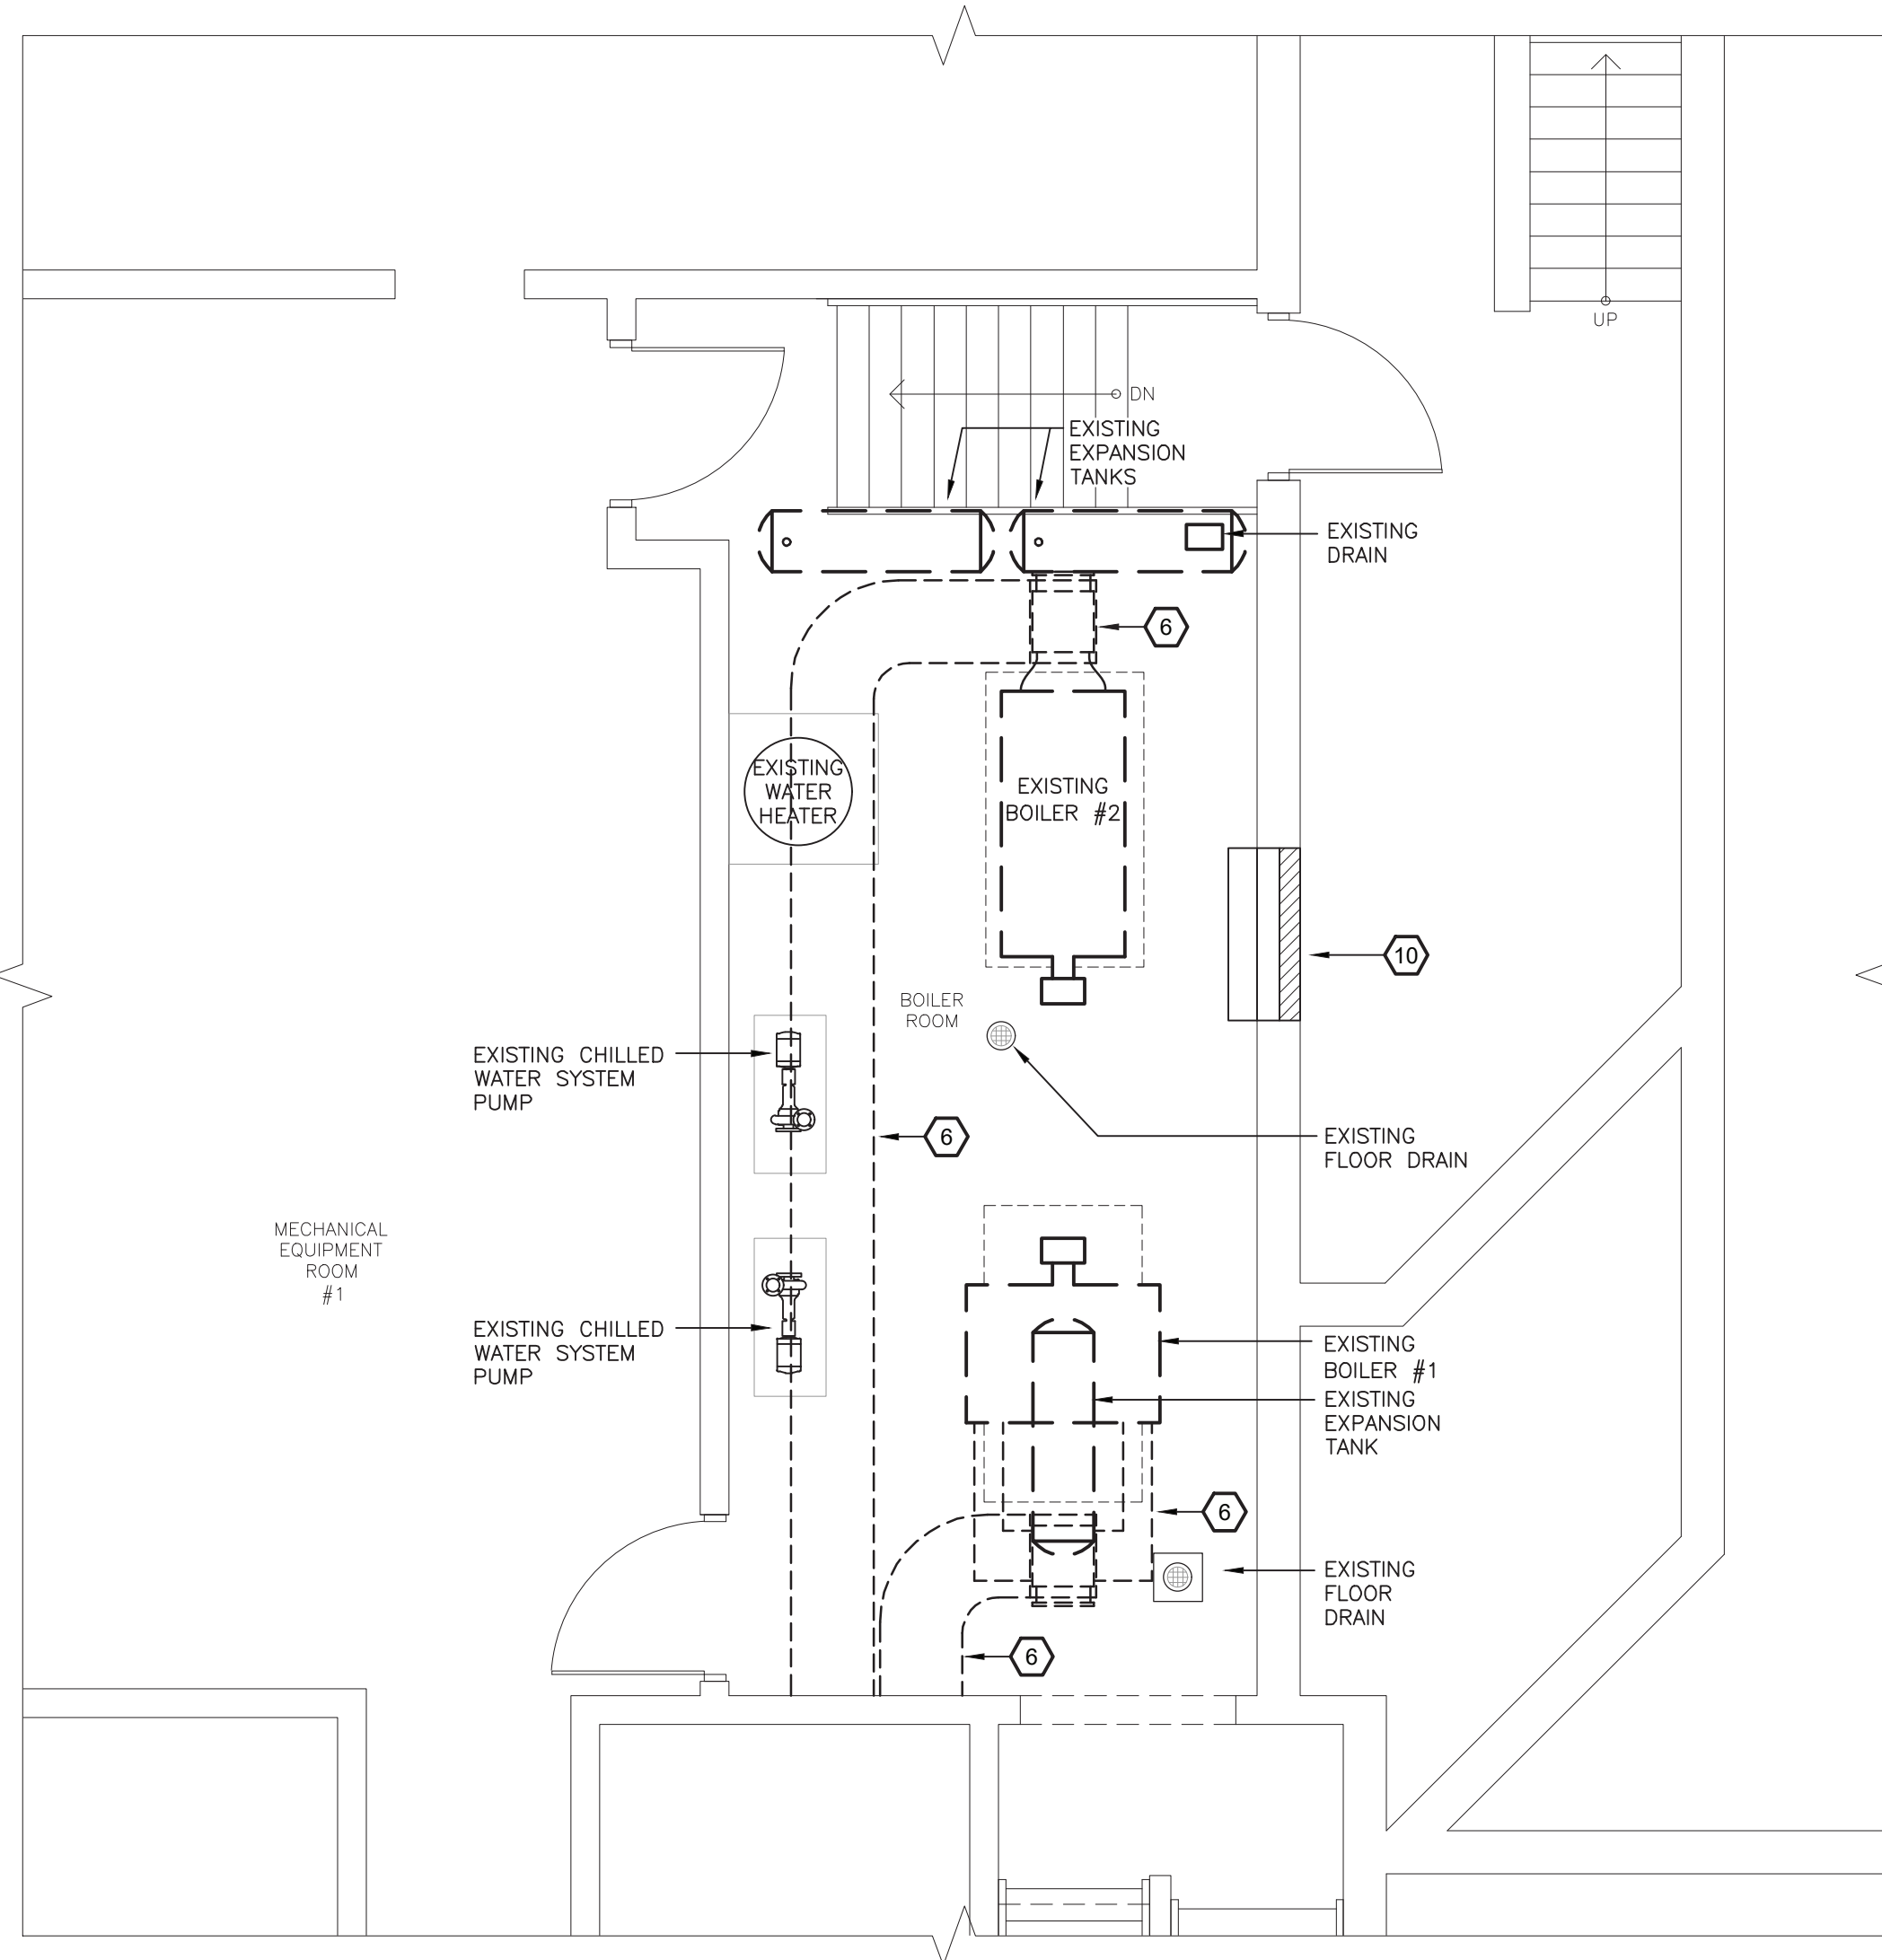 UP
DN
EXISTING
EXPANSION
TANKS
EXISTING
DRAIN
6
EXISTING
WATER
HEATER
EXISTING
BOILER #2
10
BOILER
ROOM
EXISTING CHILLED
WATER SYSTEM
PUMP
6
EXISTING
FLOOR DRAIN
MECHANICAL
EQUIPMENT
ROOM
#1
EXISTING CHILLED
WATER SYSTEM
PUMP
EXISTING
BOILER #1
EXISTING
EXPANSION
TANK
6
EXISTING
FLOOR
DRAIN
6